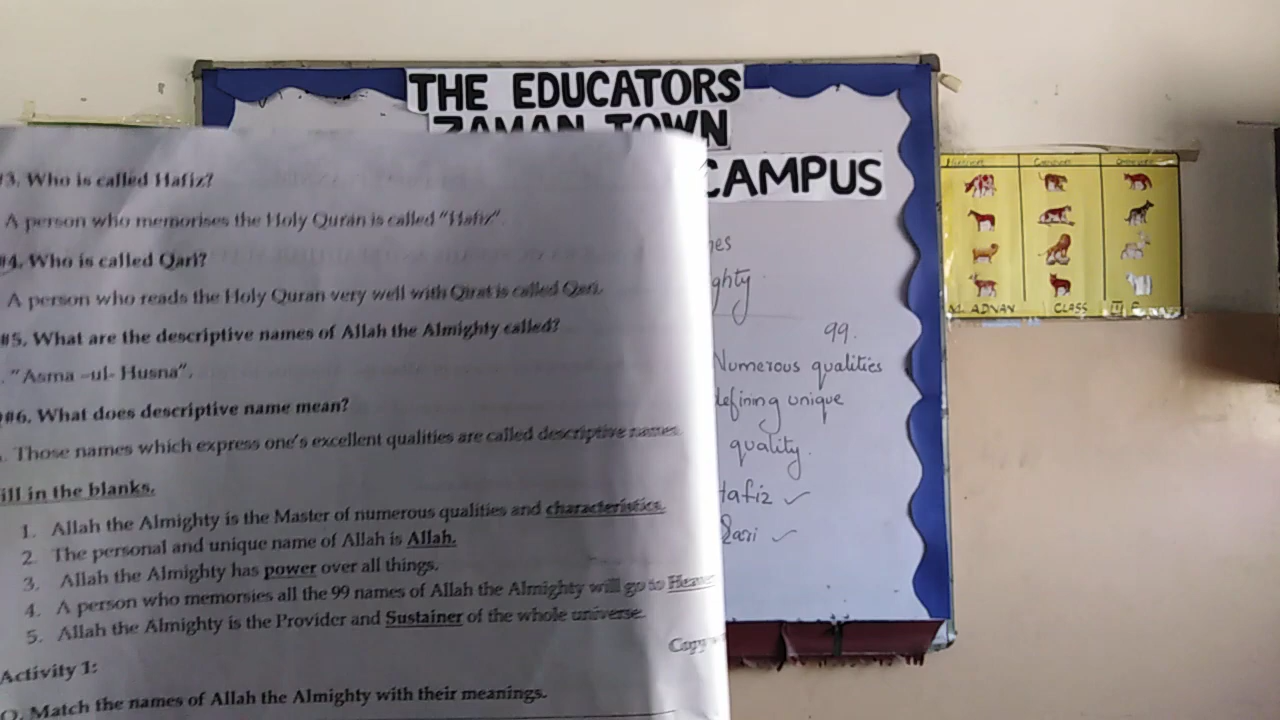 THE EDUCATORS
ZAMAN TOWN
CAMPUS
#3. Who is called Hafiz?
A person who memorises the Holy Quran is called "Hafiz".
#4. Who is called Qari?
A person who reads the Holy Quran very well with Qirat is called Qari.
#5. What are the descriptive names of Allah the Almighty called?
. "Asma –ul- Husna".
#6. What does descriptive name mean?
. Those names which express one's excellent qualities are called descriptive names.
ill in the blanks.
1. Allah the Almighty is the Master of numerous qualities and characteristics.
2. The personal and unique name of Allah is Allah.
3. Allah the Almighty has power over all things.
4. A person who memorsies all the 99 names of Allah the Almighty will go to Heave
5. Allah the Almighty is the Provider and Sustainer of the whole universe.
Copy
Activity 1:
Q. Match the names of Allah the Almighty with their meanings.
mes
ghty
99.
Numerous qualities
defining unique
quality.
Hafiz ✓
Qari ✓
M. ADNAN CLASS III F